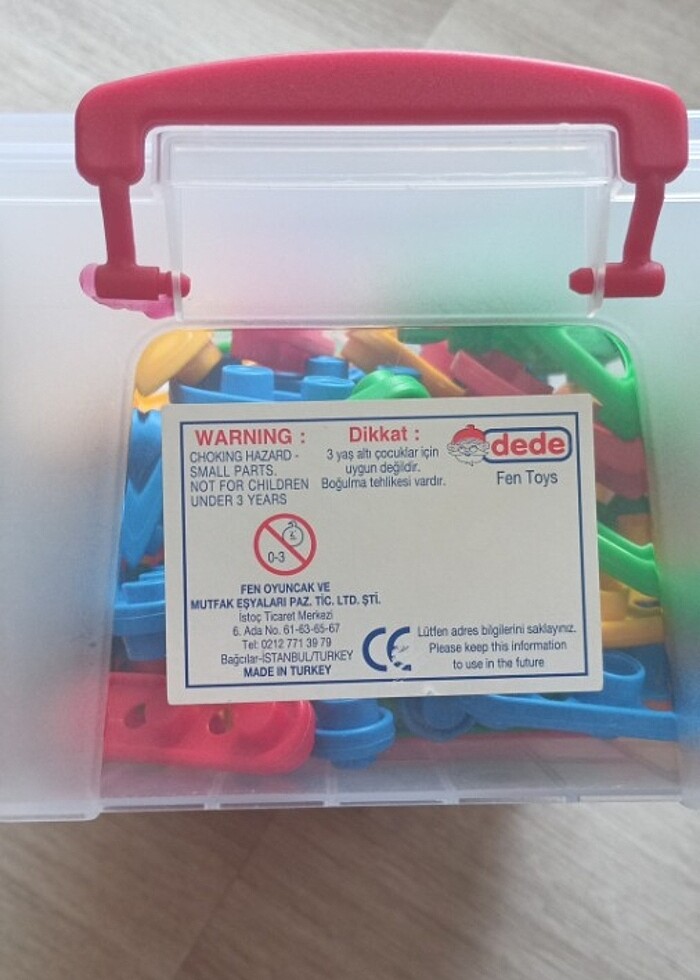 WARNING :
CHOKING HAZARD -
SMALL PARTS.
NOT FOR CHILDREN
UNDER 3 YEARS
Dikkat :
3 yaş altı çocuklar için
uygun değildir.
Boğulma tehlikesi vardır.
dede
Fen Toys
0-3
FEN OYUNCAK VE
MUTFAK EŞYALARI PAZ. TİC. LTD. ŞTİ.
İstoç Ticaret Merkezi
6. Ada No. 61-63-65-67
Tel: 0212 771 39 79
Bağcılar-İSTANBUL/TURKEY
MADE IN TURKEY
CE
Lütfen adres bilgilerini saklayınız.
Please keep this information
to use in the future